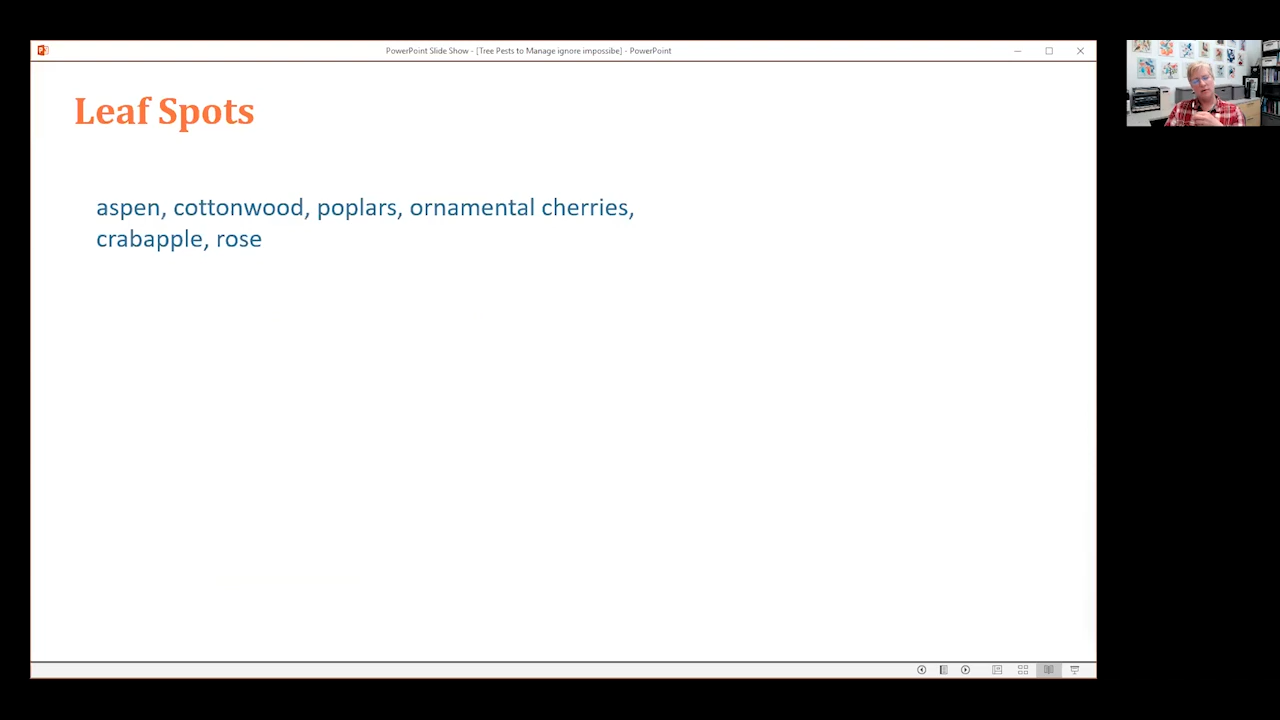 PowerPoint Slide Show - [Tree Pests to Manage ignore impossibe] - PowerPoint
Leaf Spots
aspen, cottonwood, poplars, ornamental cherries,
crabapple, rose